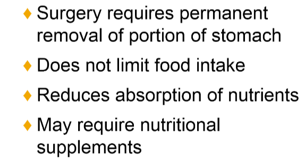 ♦ Surgery requires permanent
removal of portion of stomach
♦ Does not limit food intake
♦ Reduces absorption of nutrients
♦ May require nutritional
supplements